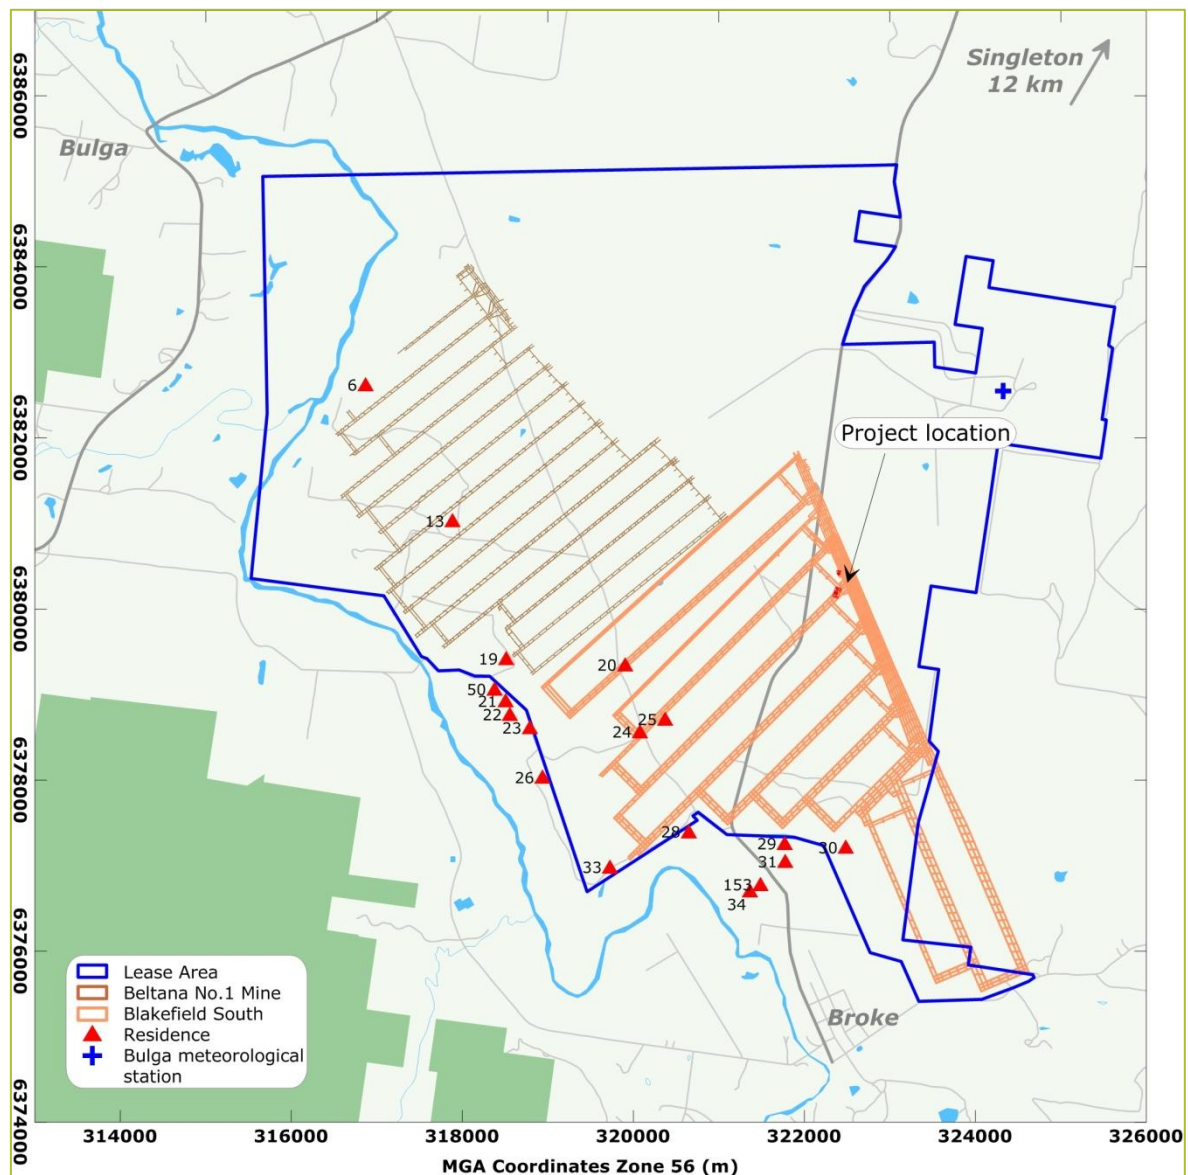 Singleton
12 km
6386000
Bulga
6384000
6
6382000
Project location
13
6380000
19
20
50
21
22
25
23
24
6378000
26
28
29
30
33
31
153
34
6376000
Lease Area
Beltana No.1 Mine
Blakefield South
Residence
Bulga meteorological
station
Broke
6374000
314000
316000
318000
320000
322000
324000
326000
MGA Coordinates Zone 56 (m)